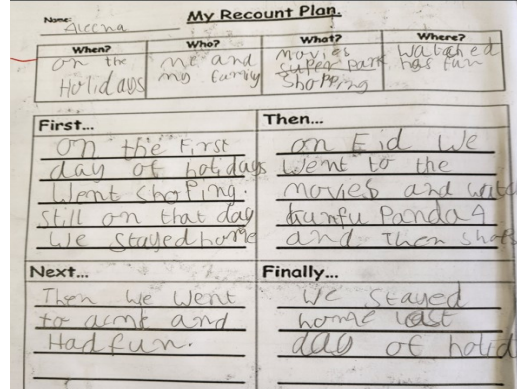 My Recount Plan.
Name: Aleena
When? Who? What? Where?
on the Holidays
me and my family
movies super park shopping
Watched has fun
First...
on the First
day of holidays
Went shoping.
still on that day
We stayed home
Then...
on Eid We
Went to the
movies and
kunfu Panda 4
and Then
Next...
Then We Went
to and
Had fun.
Finally...
We stayed
home last
day of holid